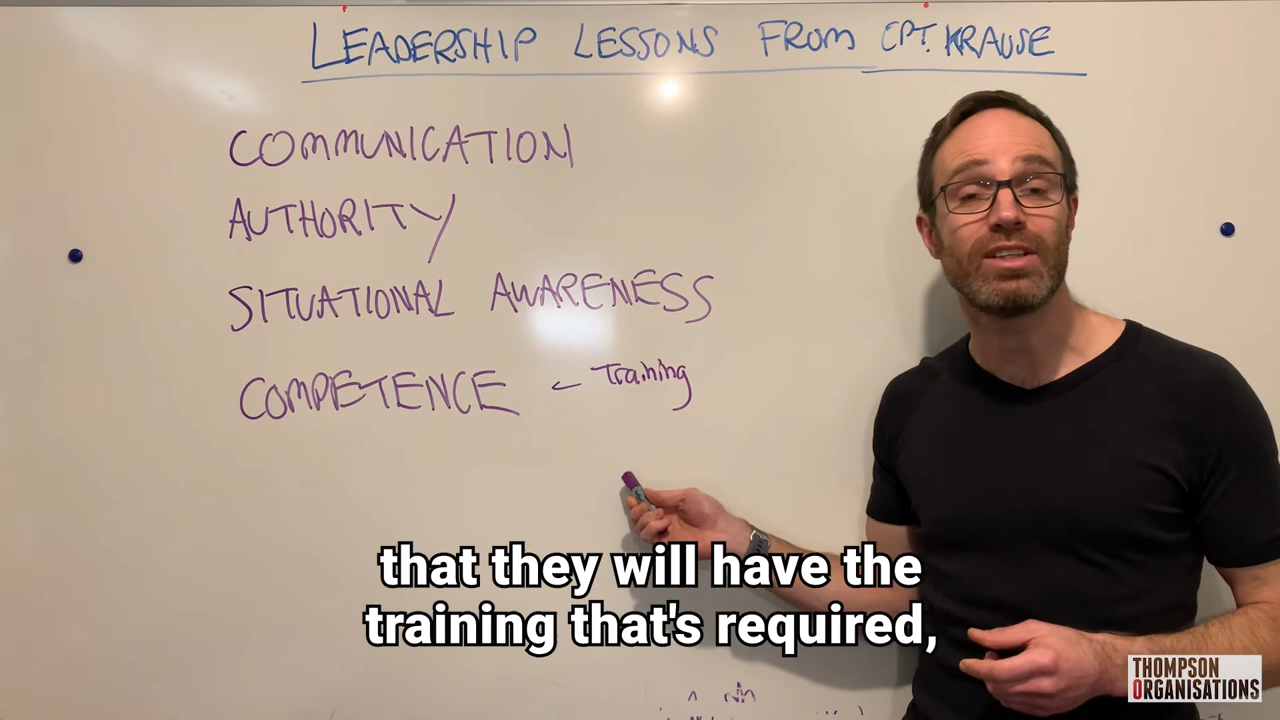 LEADERSHIP LESSONS FROM CPT. KRAUSE
COMMUNICATION
AUTHORITY
SITUATIONAL AWARENESS
COMPETENCE ← Training
that they will have the
training that's required,
THOMPSON
ORGANISATIONS